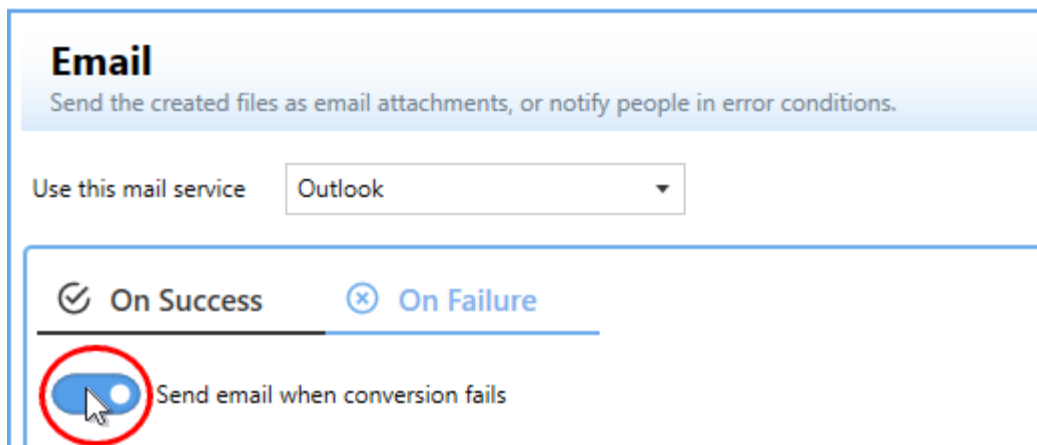 Email
Send the created files as email attachments, or notify people in error conditions.
Use this mail service Outlook
On Success On Failure
Send email when conversion fails